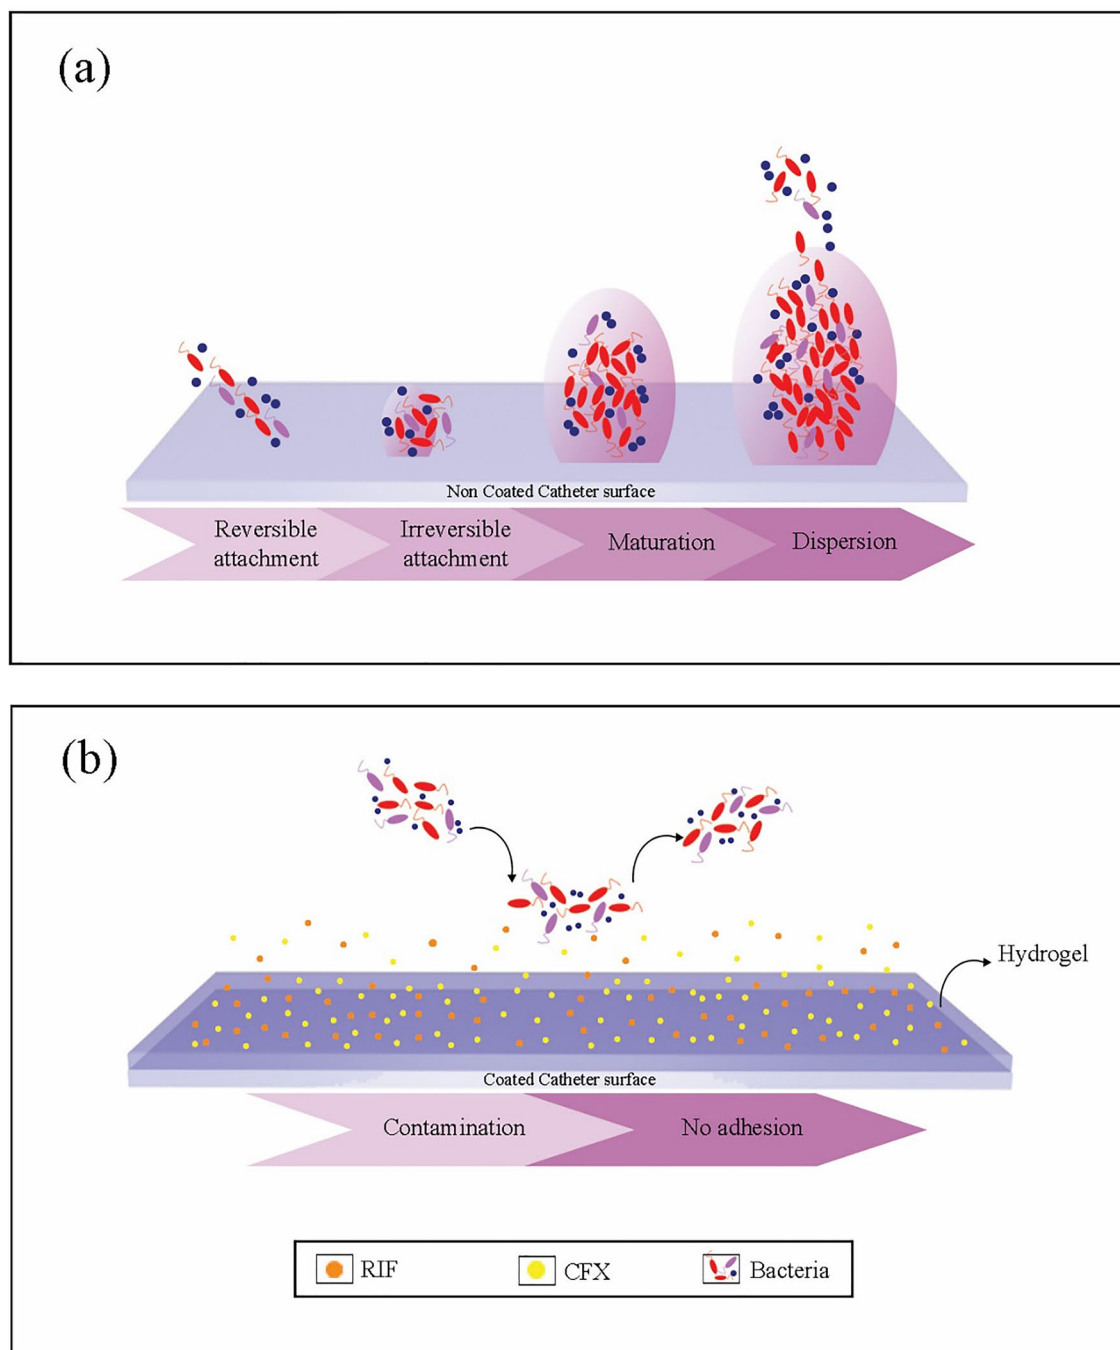 (a)
Non Coated Catheter surface
Reversible
attachment
Irreversible
attachment
Maturation
Dispersion
(b)
Hydrogel
Coated Catheter surface
Contamination
No adhesion
RIF
CFX
Bacteria